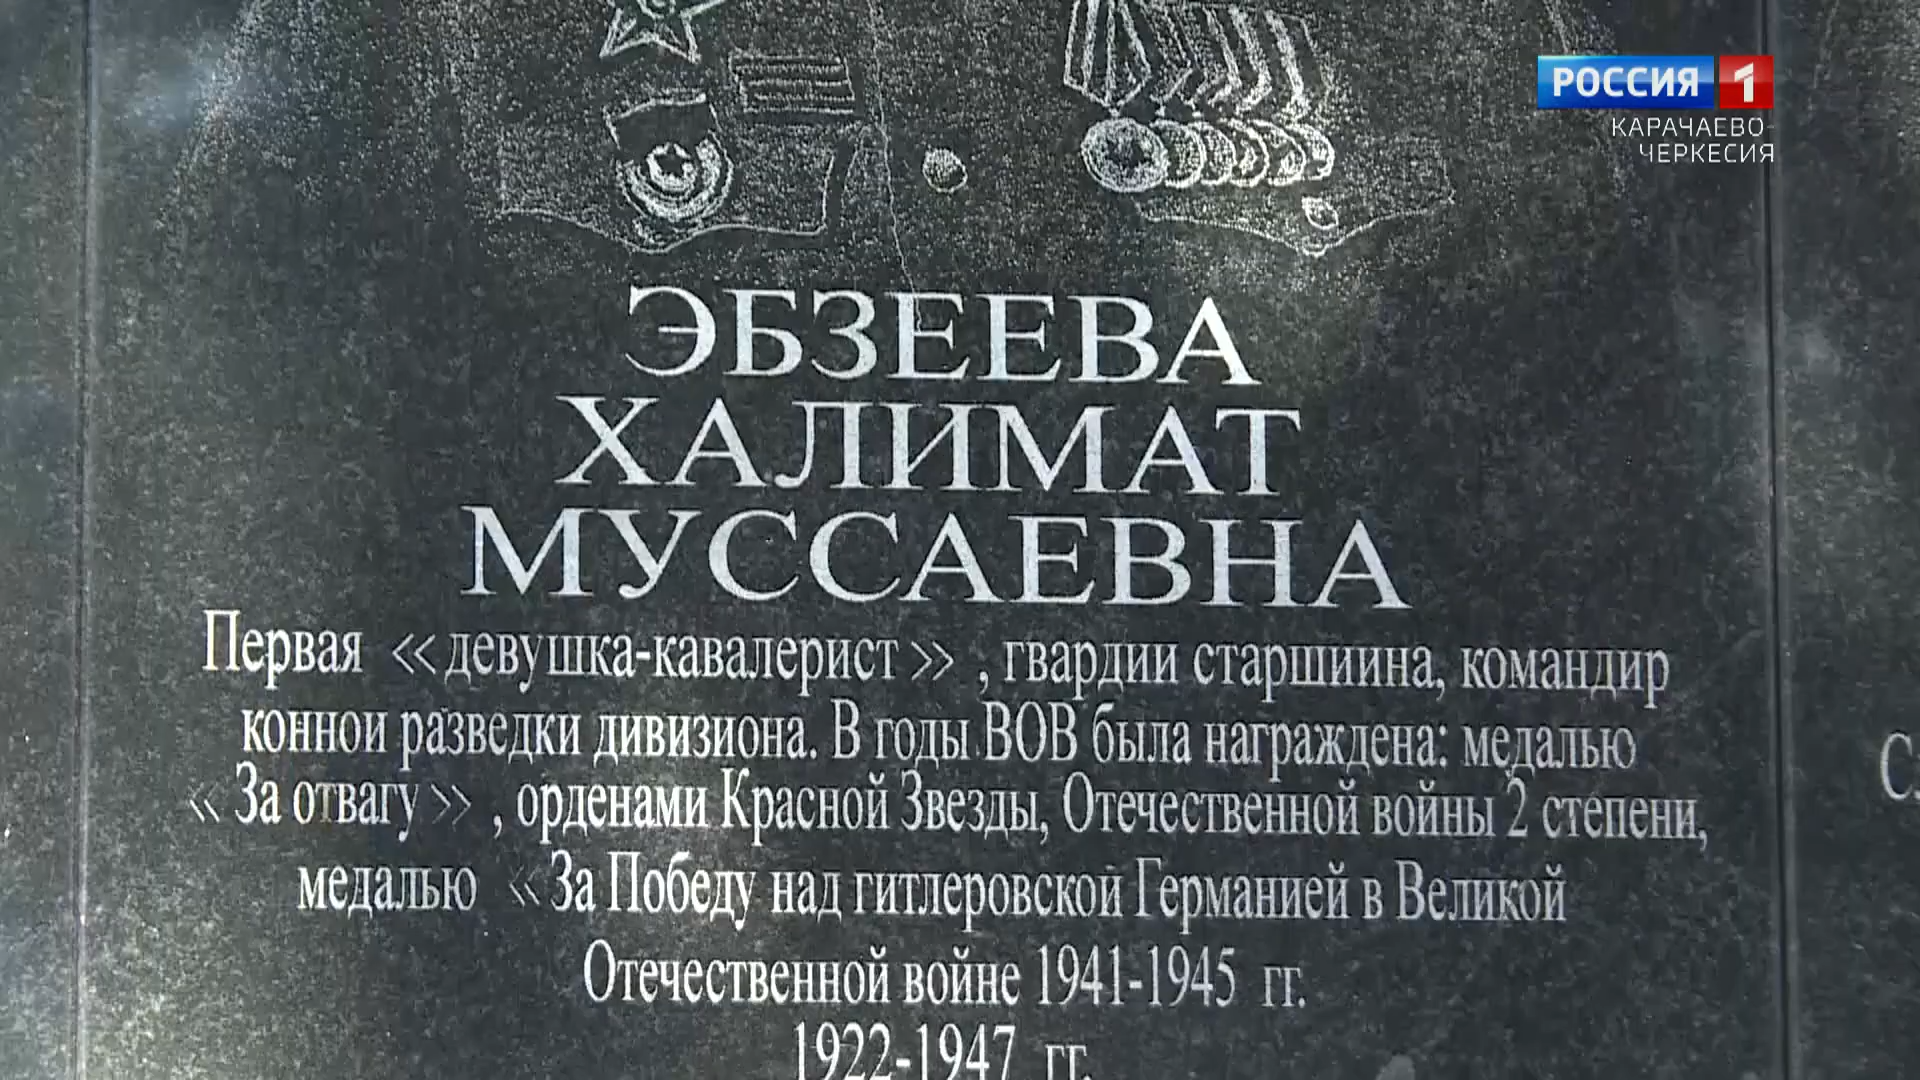 РОССИЯ 1
КАРАЧАЕВО-
ЧЕРКЕСИЯ
ЭБЗЕЕВА
ХАЛИМАТ
МУССАЕВНА
Первая «девушка-кавалерист» , гвардии старшиина, командир
коннои разведки дивизиона. В годы ВОВ была награждена: медалью
«За отвагу» , орденами Красной Звезды, Отечественной войны 2 степени,
медалью «За Победу над гитлеровской Германией в Великой
Отечественной войне 1941-1945 гг.
1922-1947 гг.